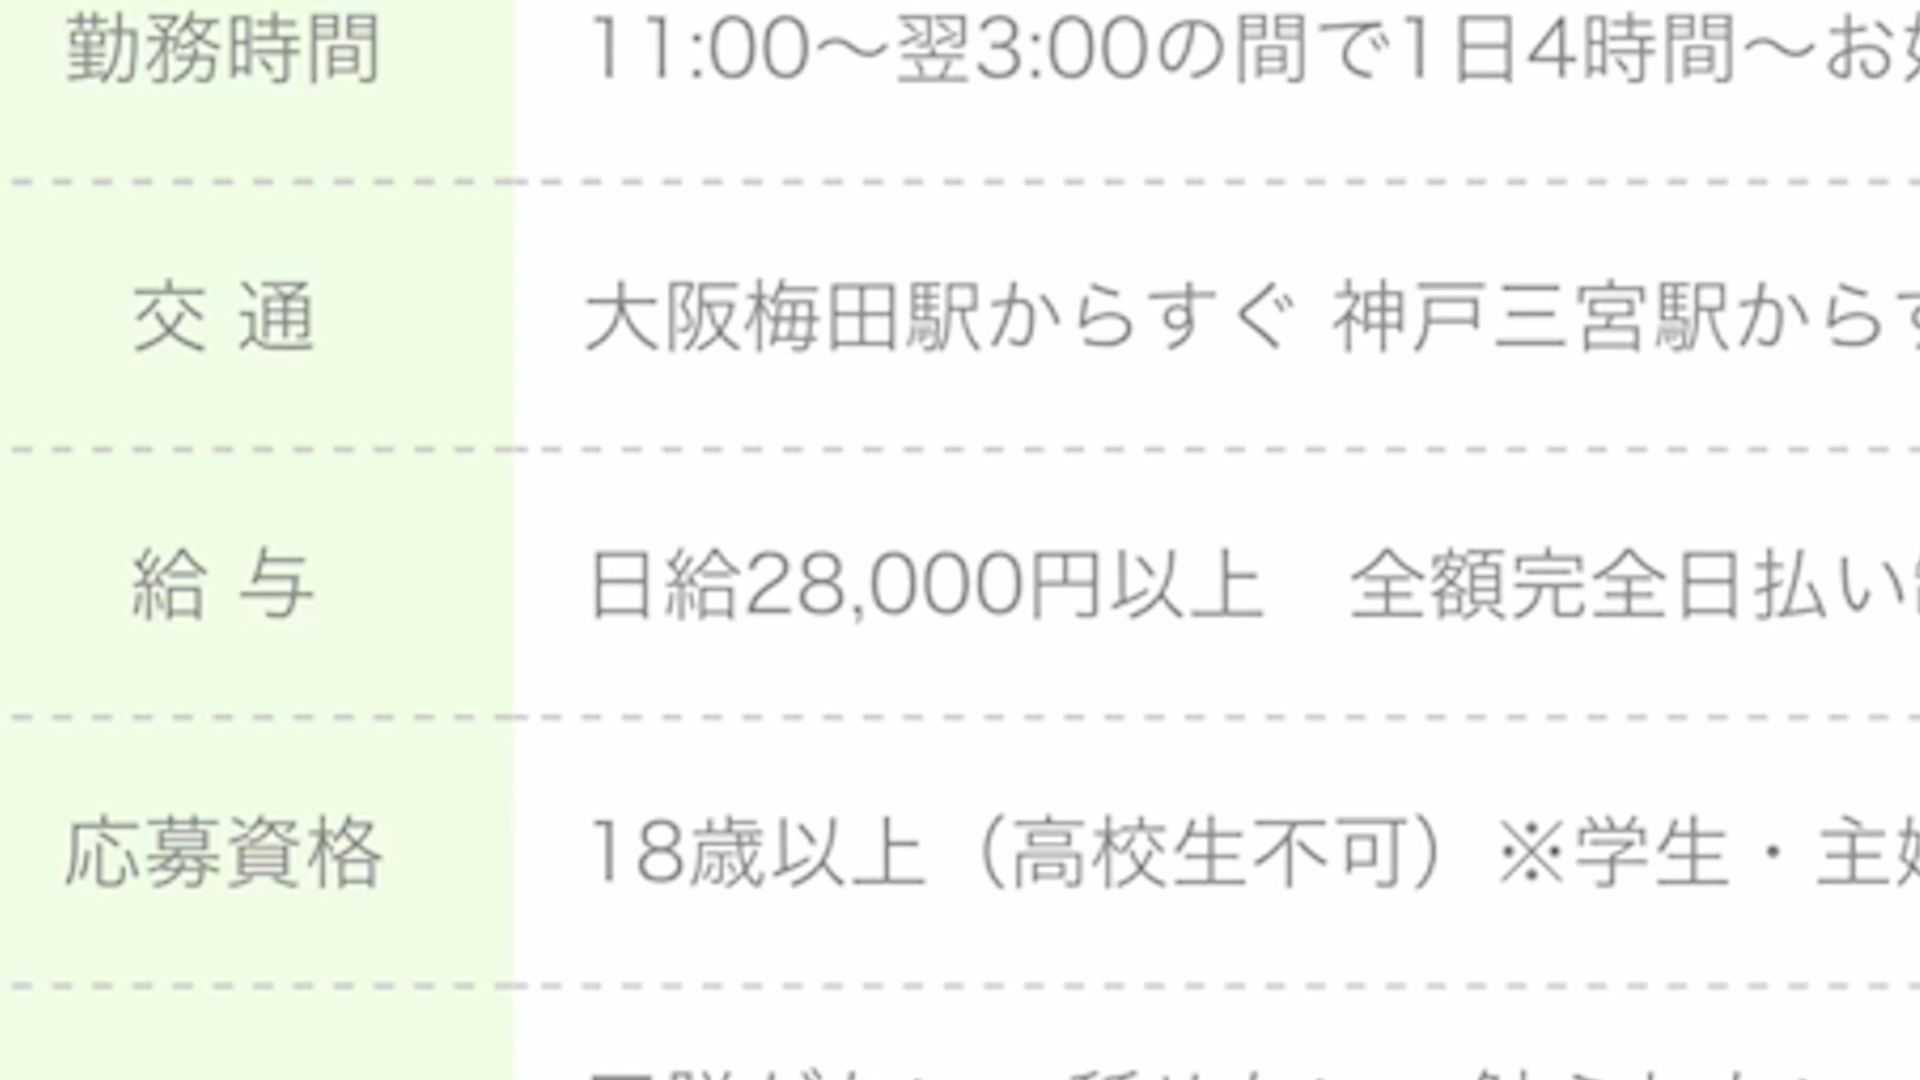 勤務時間 11:00〜翌3:00の間で1日4時間〜お
交 通 大阪梅田駅からすぐ 神戸三宮駅から
給 与 日給28,000円以上　全額完全日払い
応募資格 18歳以上（高校生不可）※学生・主